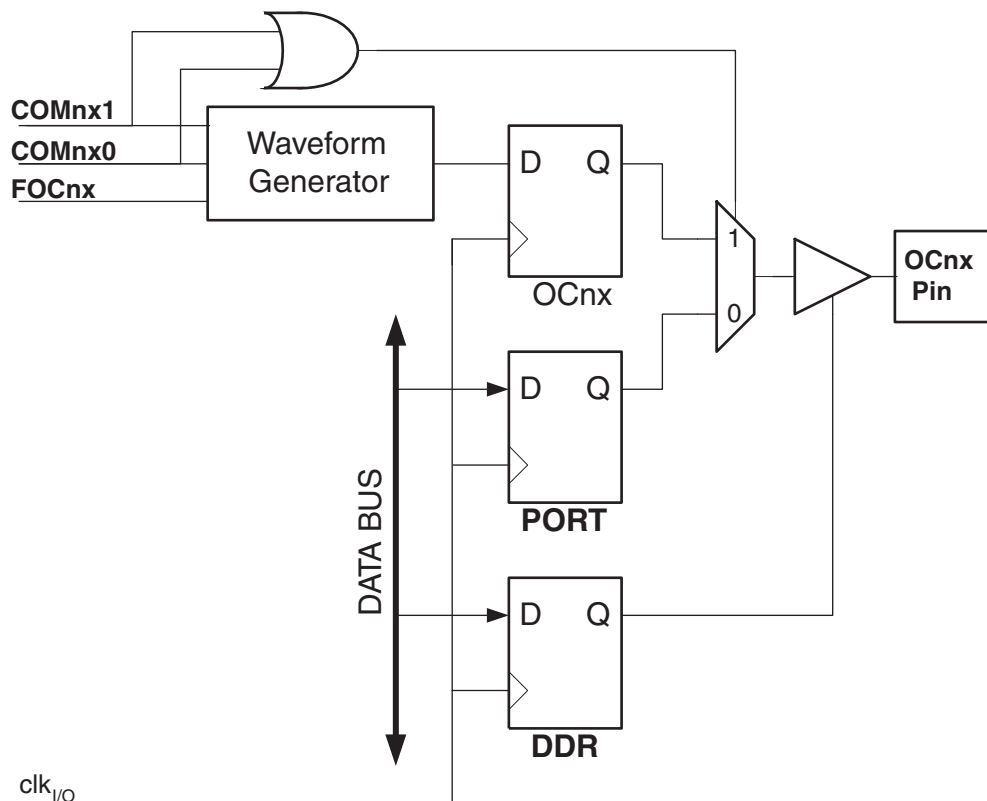 COMnx1
COMnx0
FOCnx
Waveform
Generator
D Q
OCnx
1
0
OCnx
Pin
D Q
PORT
DATA BUS
D Q
DDR
clkI/O